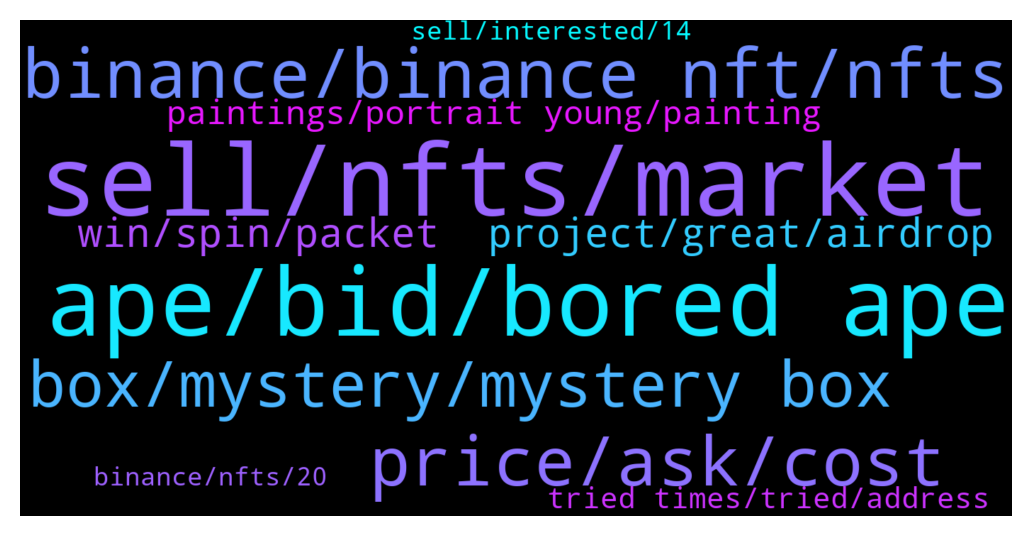 sell/interested/14
binance/binance nft/nfts
paintings/portrait young/painting
sell/nfts/market
win/spin/packet
project/great/airdrop
ape/bid/bored ape
box/mystery/mystery box
price/ask/cost
binance/nfts/20
tried times/tried/address